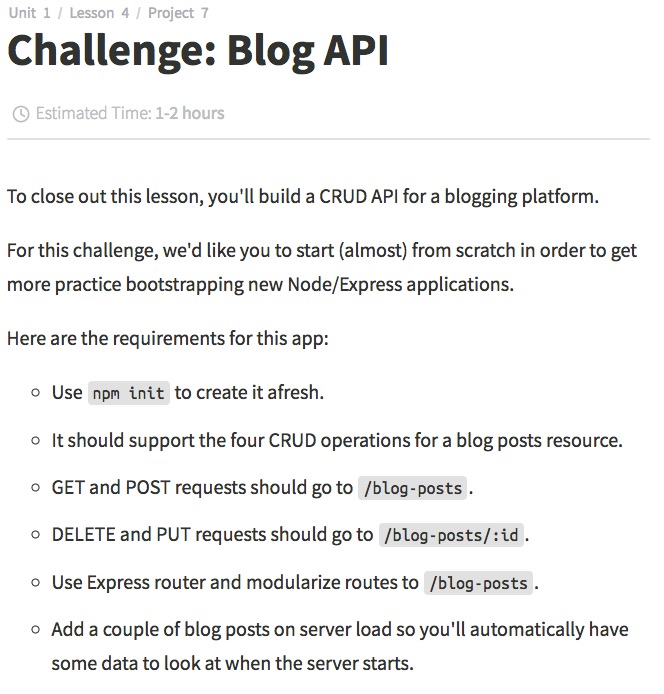 Unit 1 / Lesson 4 / Project 7
Challenge: Blog API
Estimated Time: 1-2 hours
To close out this lesson, you'll build a CRUD API for a blogging platform.
For this challenge, we'd like you to start (almost) from scratch in order to get
more practice bootstrapping new Node/Express applications.
Here are the requirements for this app:
Use npm init to create it afresh.
It should support the four CRUD operations for a blog posts resource.
GET and POST requests should go to /blog-posts.
DELETE and PUT requests should go to /blog-posts/:id.
Use Express router and modularize routes to /blog-posts.
Add a couple of blog posts on server load so you'll automatically have
some data to look at when the server starts.